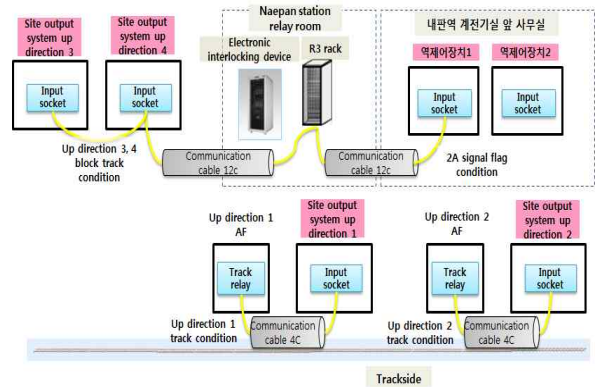 Site output
system up
direction 3
Site output
system up
direction 4
Naepan station
relay room
Electronic
interlocking device
R3 rack
내판역 계전기실 앞 사무실
역제어장치1
역제어장치2
Input
socket
Input
socket
Input
socket
Input
socket
Up direction 3, 4
block track
condition
Communication
cable 12c
Communication
cable 12c
2A signal flag
condition
Up direction 1
AF
Site output
system up
direction 1
Up direction 2
AF
Site output
system up
direction 2
Track
relay
Input
socket
Track
relay
Input
socket
Up direction 1
track condition
Communication
cable 4C
Up direction 2
track condition
Communication
cable 4C
Trackside